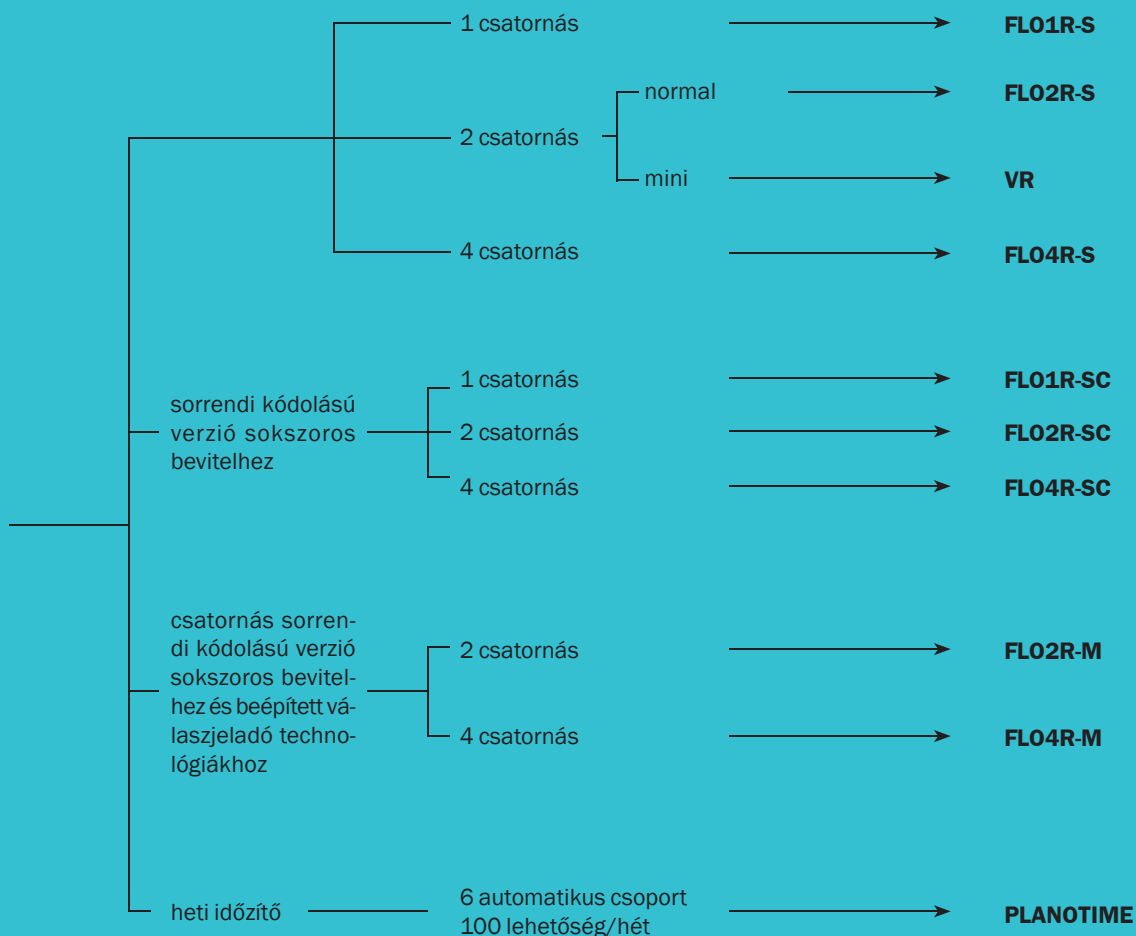 1 csatornás
FLO1R-S
normal
FLO2R-S
2 csatornás
mini
VR
4 csatornás
FLO4R-S
sorrendi kódolású
verzió sokszoros
bevitelhez
1 csatornás
FLO1R-SC
2 csatornás
FLO2R-SC
4 csatornás
FLO4R-SC
csatornás sorren-
di kódolású verzió
sokszoros bevitel-
hez és beépített vá-
laszjeladó techno-
lógiákhoz
2 csatornás
FLO2R-M
4 csatornás
FLO4R-M
heti időzítő
6 automatikus csoport
100 lehetőség/hét
PLANOTIME